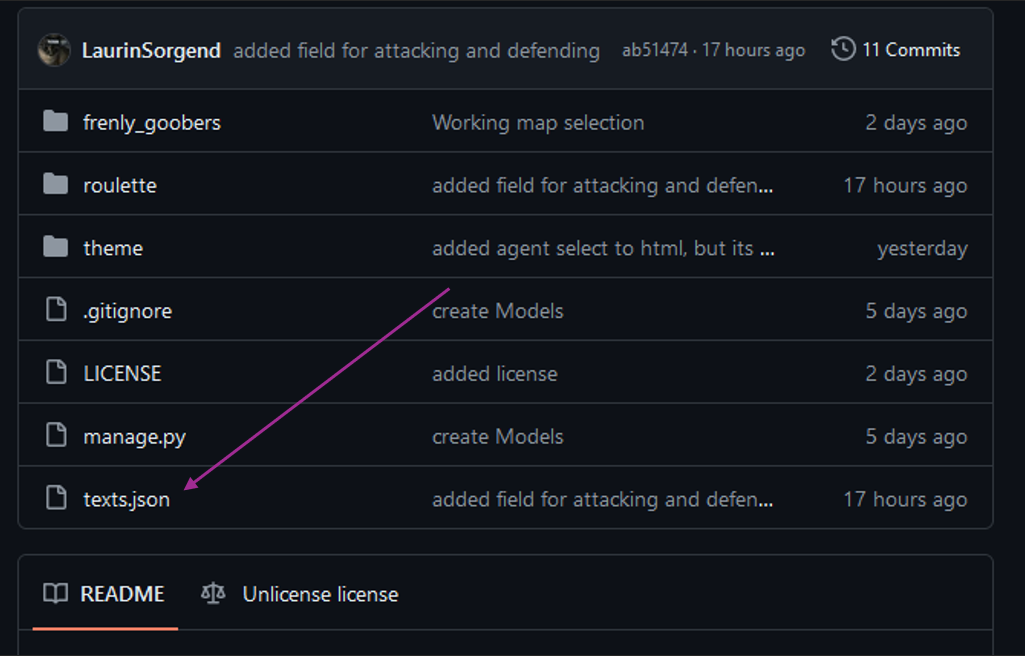 LaurinSorgend added field for attacking and defending ab51474 · 17 hours ago 11 Commits
frenly_goobers Working map selection 2 days ago
roulette added field for attacking and defen... 17 hours ago
theme added agent select to html, but its ... yesterday
.gitignore create Models 5 days ago
LICENSE added license 2 days ago
manage.py create Models 5 days ago
texts.json added field for attacking and defen... 17 hours ago
README Unlicense license